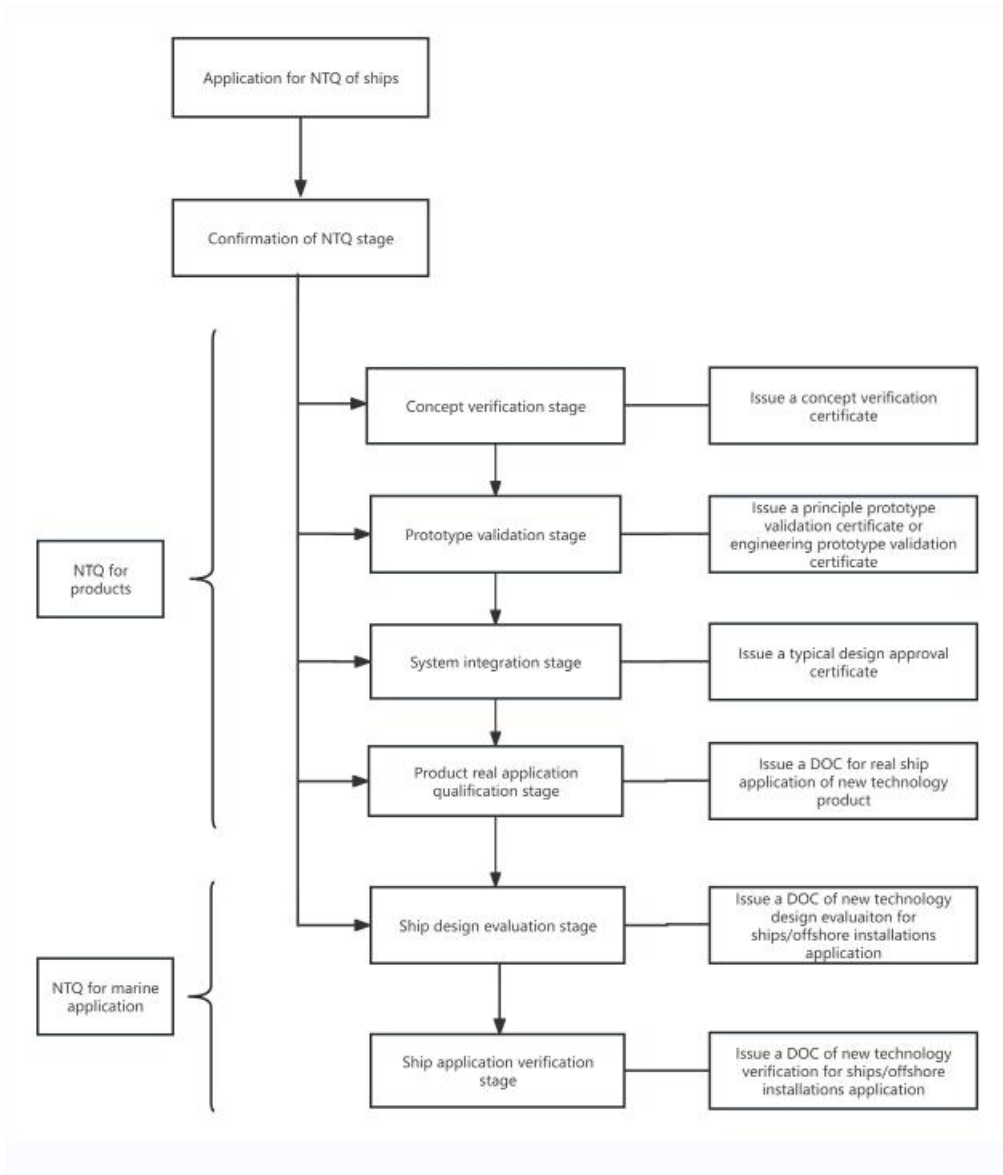 Application for NTQ of ships
Confirmation of NTQ stage
Concept verification stage
Issue a concept verification
certificate
Prototype validation stage
Issue a principle prototype
validation certificate or
engineering prototype validation
certificate
NTQ for
products
System integration stage
Issue a typical design approval
certificate
Product real application
qualification stage
Issue a DOC for real ship
application of new technology
product
Ship design evaluation stage
Issue a DOC of new technology
design evaluaiton for
ships/offshore installations
application
NTQ for marine
application
Ship application verification
stage
Issue a DOC of new technology
verification for ships/offshore
installations application